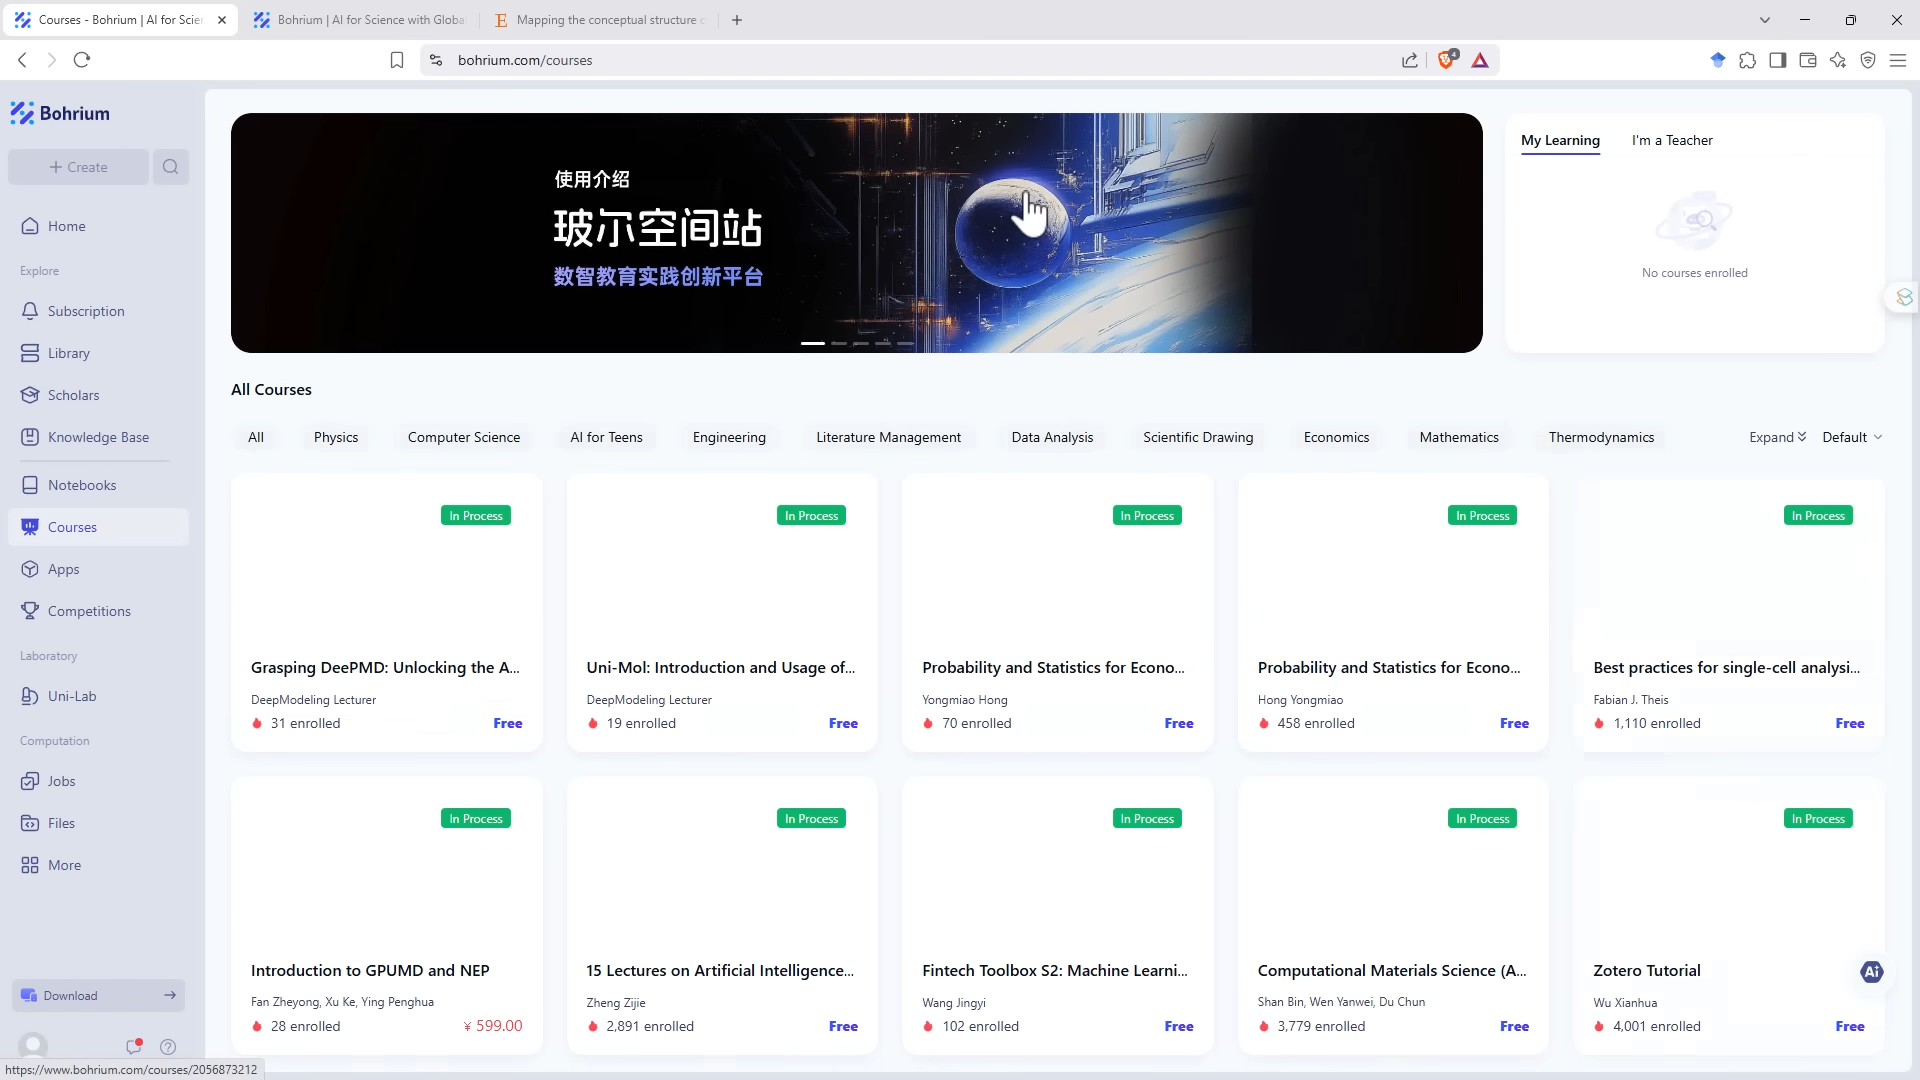 Courses - Bohrium | AI for Scien
Bohrium | AI for Science with Globa
Mapping the conceptual structure o
bohrium.com/courses
4
Bohrium
+ Create
Home
Explore
Subscription
Library
Scholars
Knowledge Base
Notebooks
Courses
Apps
Competitions
Laboratory
Uni-Lab
Computation
Jobs
Files
More
Download
使用介绍
玻尔空间站
数智教育实践创新平台
My Learning
I'm a Teacher
No courses enrolled
All Courses
All
Physics
Computer Science
AI for Teens
Engineering
Literature Management
Data Analysis
Scientific Drawing
Economics
Mathematics
Thermodynamics
Expand
Default
In Process
In Process
In Process
In Process
In Process
Grasping DeePMD: Unlocking the A...
Uni-Mol: Introduction and Usage of...
Probability and Statistics for Econo...
Probability and Statistics for Econo...
Best practices for single-cell analysi...
DeepModeling Lecturer
DeepModeling Lecturer
Yongmiao Hong
Hong Yongmiao
Fabian J. Theis
31 enrolled
Free
19 enrolled
Free
70 enrolled
Free
458 enrolled
Free
1,110 enrolled
Free
In Process
In Process
In Process
In Process
In Process
Introduction to GPUMD and NEP
15 Lectures on Artificial Intelligence...
Fintech Toolbox S2: Machine Learni...
Computational Materials Science (A...
Zotero Tutorial
Fan Zheyong, Xu Ke, Ying Penghua
Zheng Zijie
Wang Jingyi
Shan Bin, Wen Yanwei, Du Chun
Wu Xianhua
28 enrolled
¥ 599.00
2,891 enrolled
Free
102 enrolled
Free
3,779 enrolled
Free
4,001 enrolled
Free
Ai
https://www.bohrium.com/courses/2056873212